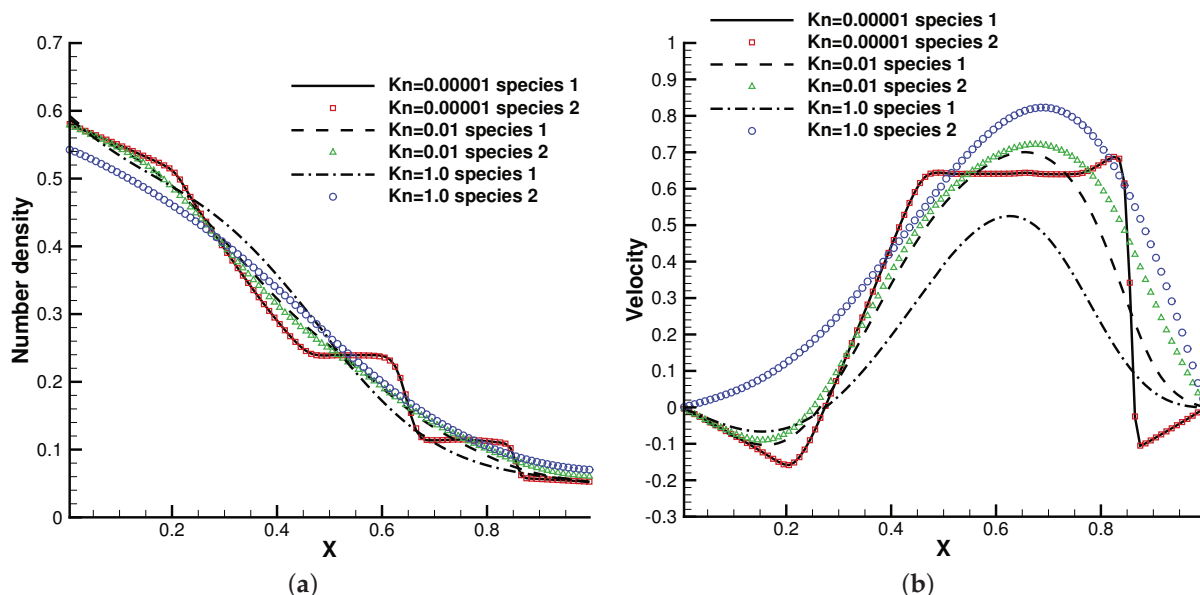 0.7
0.6
0.5
0.4
0.3
0.2
0.1
0
Number density
Kn=0.00001 species 1
Kn=0.00001 species 2
Kn=0.01 species 1
Kn=0.01 species 2
Kn=1.0 species 1
Kn=1.0 species 2
0.2
0.4
0.6
0.8
X
(a)
Kn=0.00001 species 1
Kn=0.00001 species 2
Kn=0.01 species 1
Kn=0.01 species 2
Kn=1.0 species 1
Kn=1.0 species 2
1
0.9
0.8
0.7
0.6
0.5
0.4
0.3
0.2
0.1
0
-0.1
-0.2
-0.3
Velocity
0.2
0.4
0.6
0.8
X
(b)